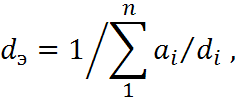 dэ = 1/∑₁ⁿ aᵢ/dᵢ ,